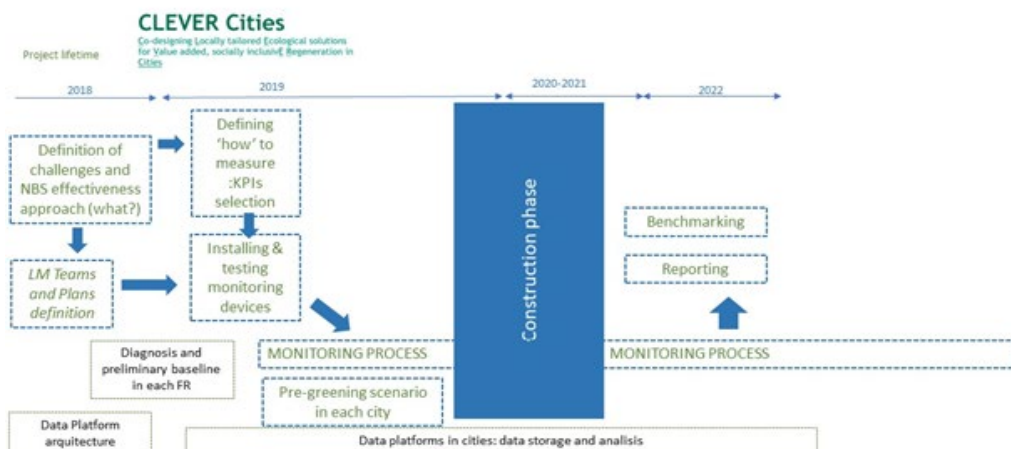 CLEVER Cities
Co-designing Locally tailored Ecological solutions
for Value added, socially inclusivE Regeneration in
Cities
Project lifetime
2018
2019
2020-2021
2022
Definition of
challenges and
NBS effectiveness
approach (what?)
Defining
‘how’ to
measure
:KPIs
selection
LM Teams
and Plans
definition
Installing &
testing
monitoring
devices
Construction phase
Benchmarking
Reporting
Diagnosis and
preliminary baseline
in each FR
MONITORING PROCESS
MONITORING PROCESS
Pre-greening scenario
in each city
Data Platform
arquitecture
Data platforms in cities: data storage and analisis